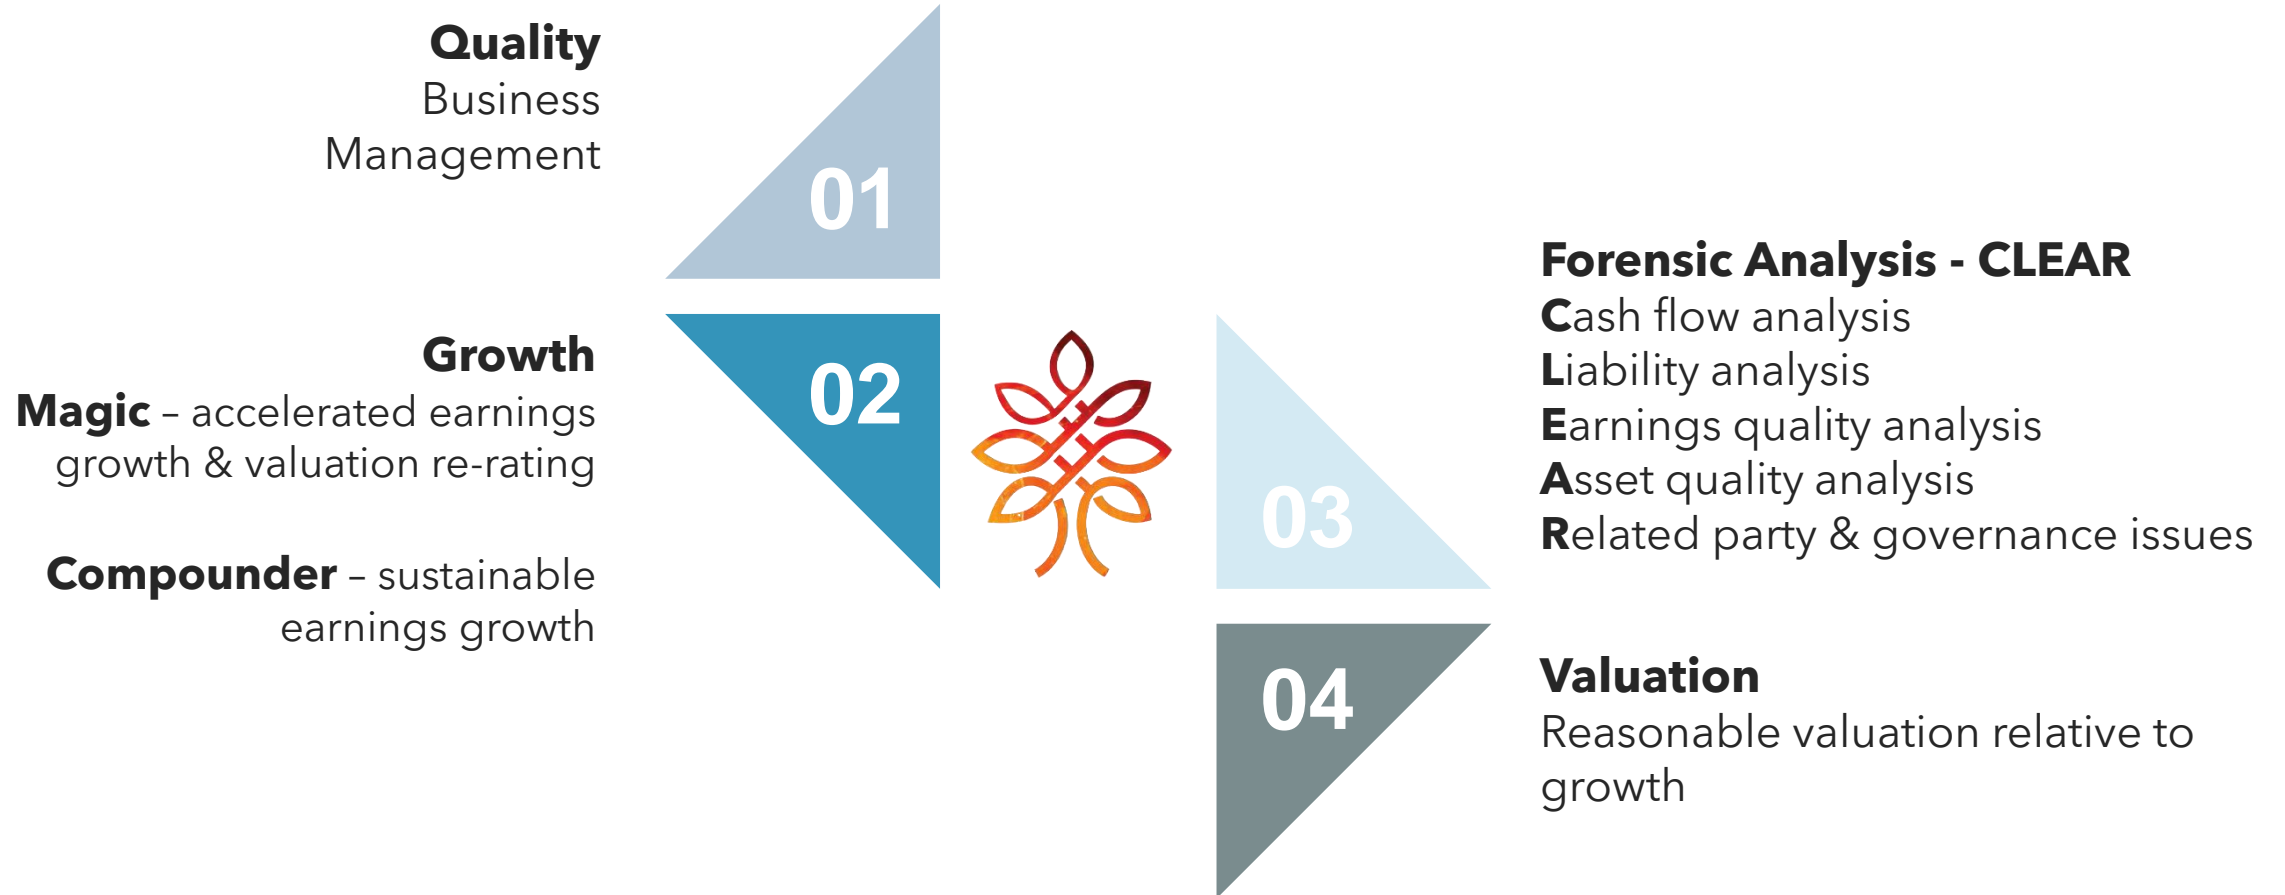 Quality
Business
Management
01
Growth
Magic – accelerated earnings
growth & valuation re-rating
Compounder – sustainable
earnings growth
02
Forensic Analysis - CLEAR
Cash flow analysis
Liability analysis
Earnings quality analysis
Asset quality analysis
Related party & governance issues
03
Valuation
Reasonable valuation relative to
growth
04